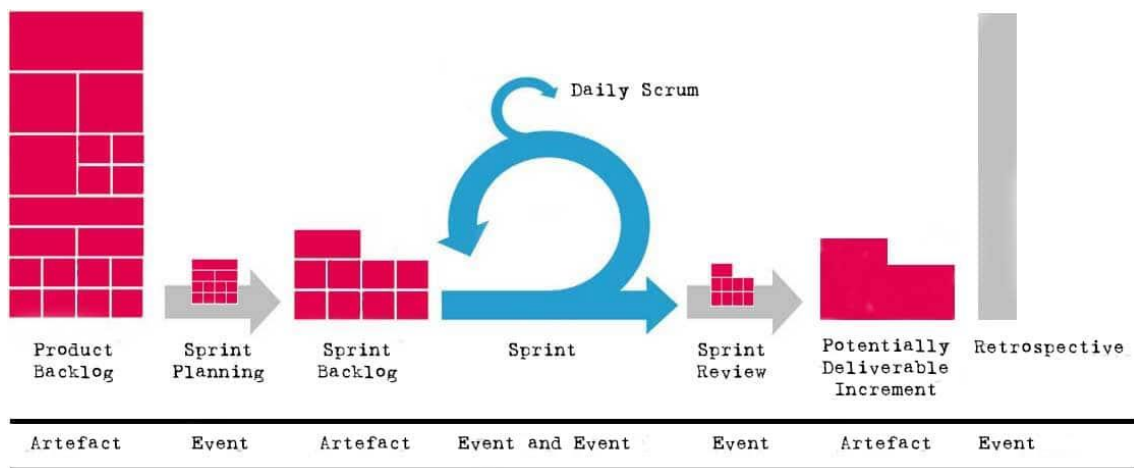 Daily Scrum
Product Backlog
Sprint Planning
Sprint Backlog
Sprint
Sprint Review
Potentially Deliverable Increment
Retrospective
Artefact Event Artefact Event and Event Event Artefact Event